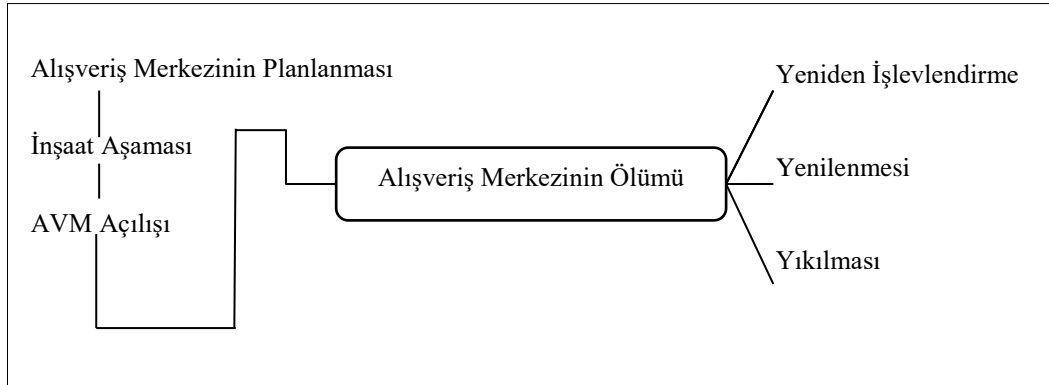 Alışveriş Merkezinin Planlanması
İnşaat Aşaması
AVM Açılışı
Alışveriş Merkezinin Ölümü
Yeniden İşlevlendirme
Yenilenmesi
Yıkılması